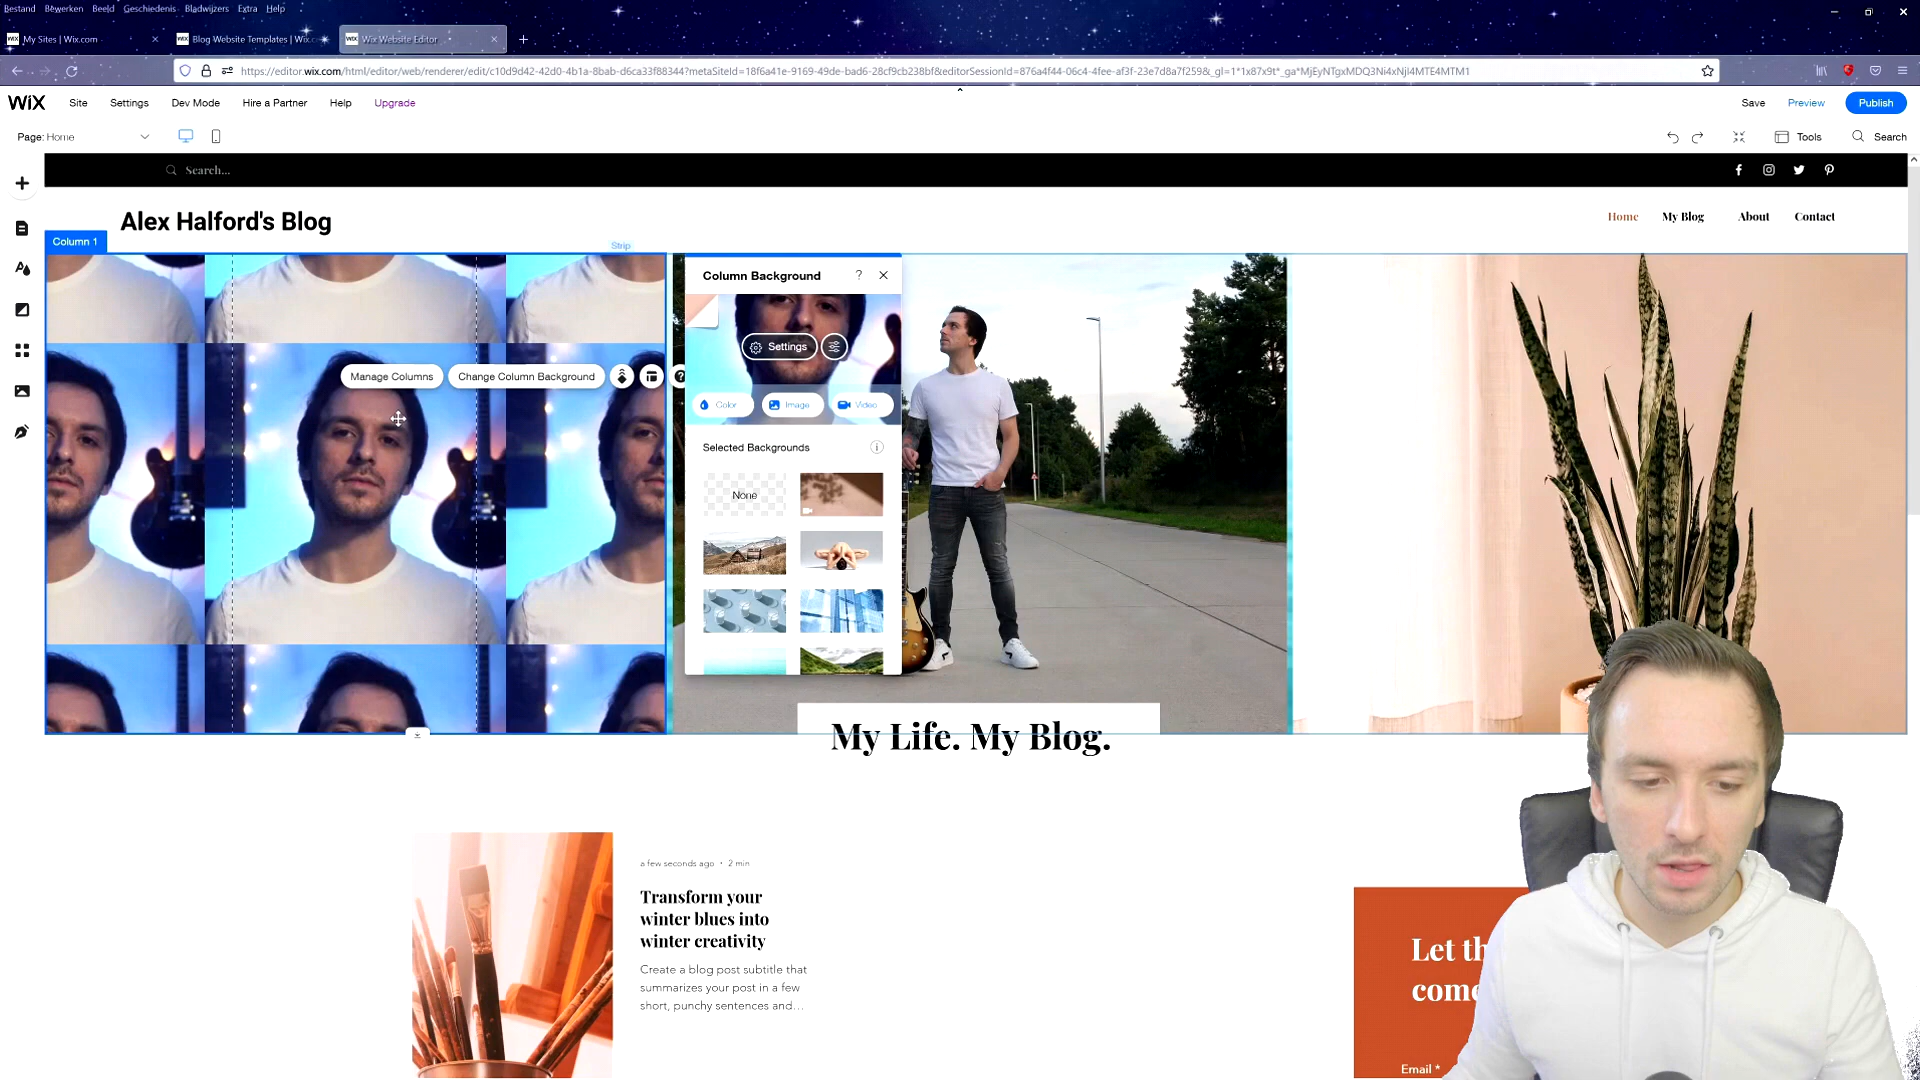 Bestand Bewerken Beeld Geschiedenis Bladwijzers Extra Help
My Sites | Wix.com
Blog Website Templates | Wix.c
Wix Website Editor
https://editor.wix.com/html/editor/web/renderer/edit/c10d9d42-42d0-4b1a-8bab-d6ca33f88344?metaSiteId=18f6a41e-9169-49de-bad6-28cf9cb238bf&editorSessionId=876a4f44-06c4-4fee-af3f-23e7d8a7f259&_gl=1*1x87x9t*_ga*MjEyNTgxMDQ3Ni4xNjI4MTE4MTM1
WiX Site Settings Dev Mode Hire a Partner Help Upgrade
Save Preview Publish
Page: Home
Tools Search
Search...
Alex Halford's Blog
Home My Blog About Contact
Column 1
Strip
Column Background ?
Settings
Manage Columns Change Column Background ?
Color Image Video
Selected Backgrounds i
None
My Life. My Blog.
a few seconds ago · 2 min
Transform your
winter blues into
winter creativity
Create a blog post subtitle that
summarizes your post in a few
short, punchy sentences and...
Let th
come
Email *